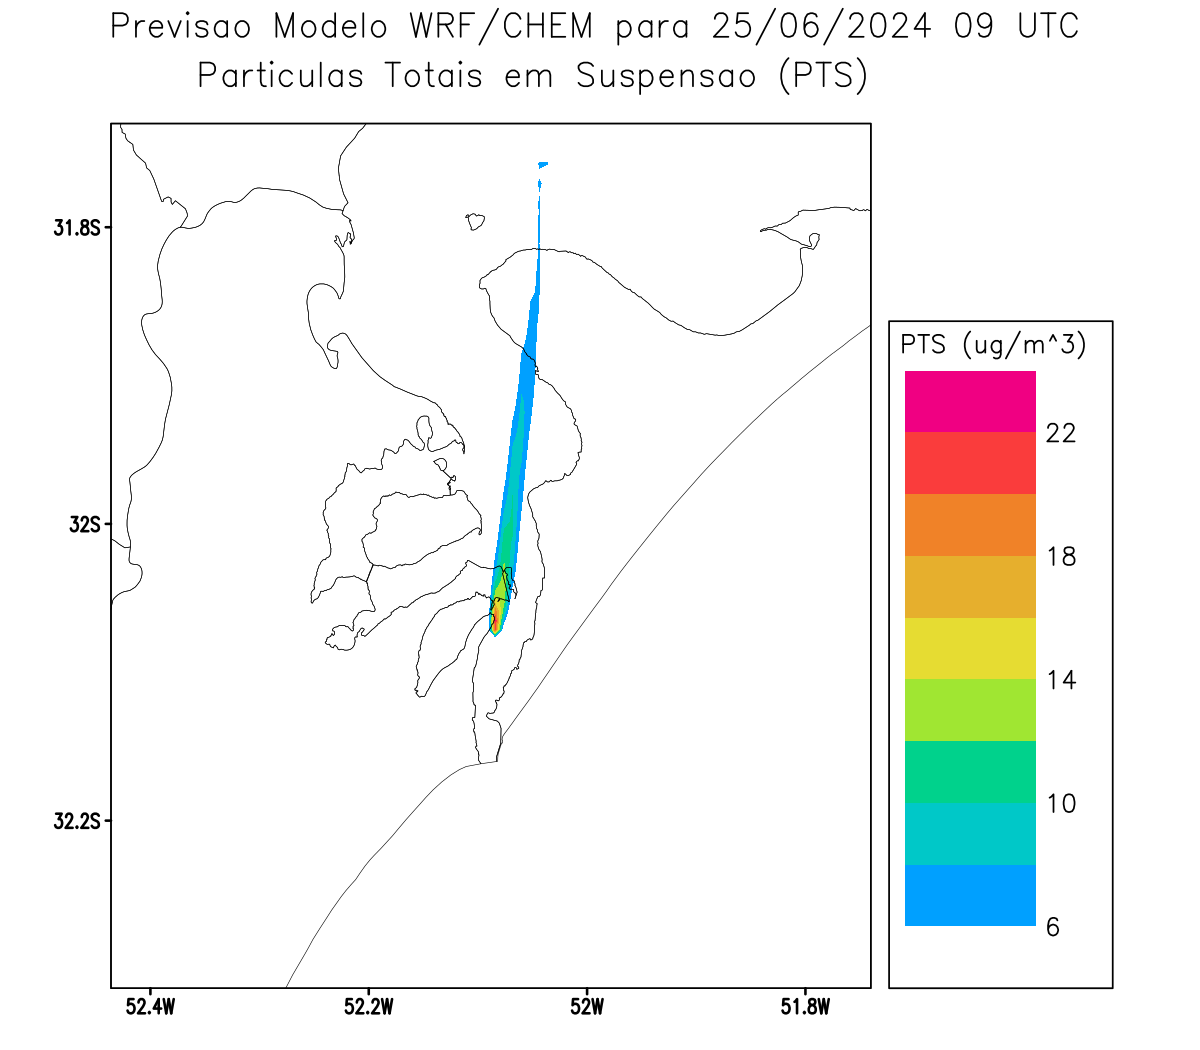 Previsao Modelo WRF/CHEM para 25/06/2024 09 UTC
Particulas Totais em Suspensao (PTS)
31.8S
32S
32.2S
52.4W
52.2W
52W
51.8W
PTS (ug/m^3)
22
18
14
10
6